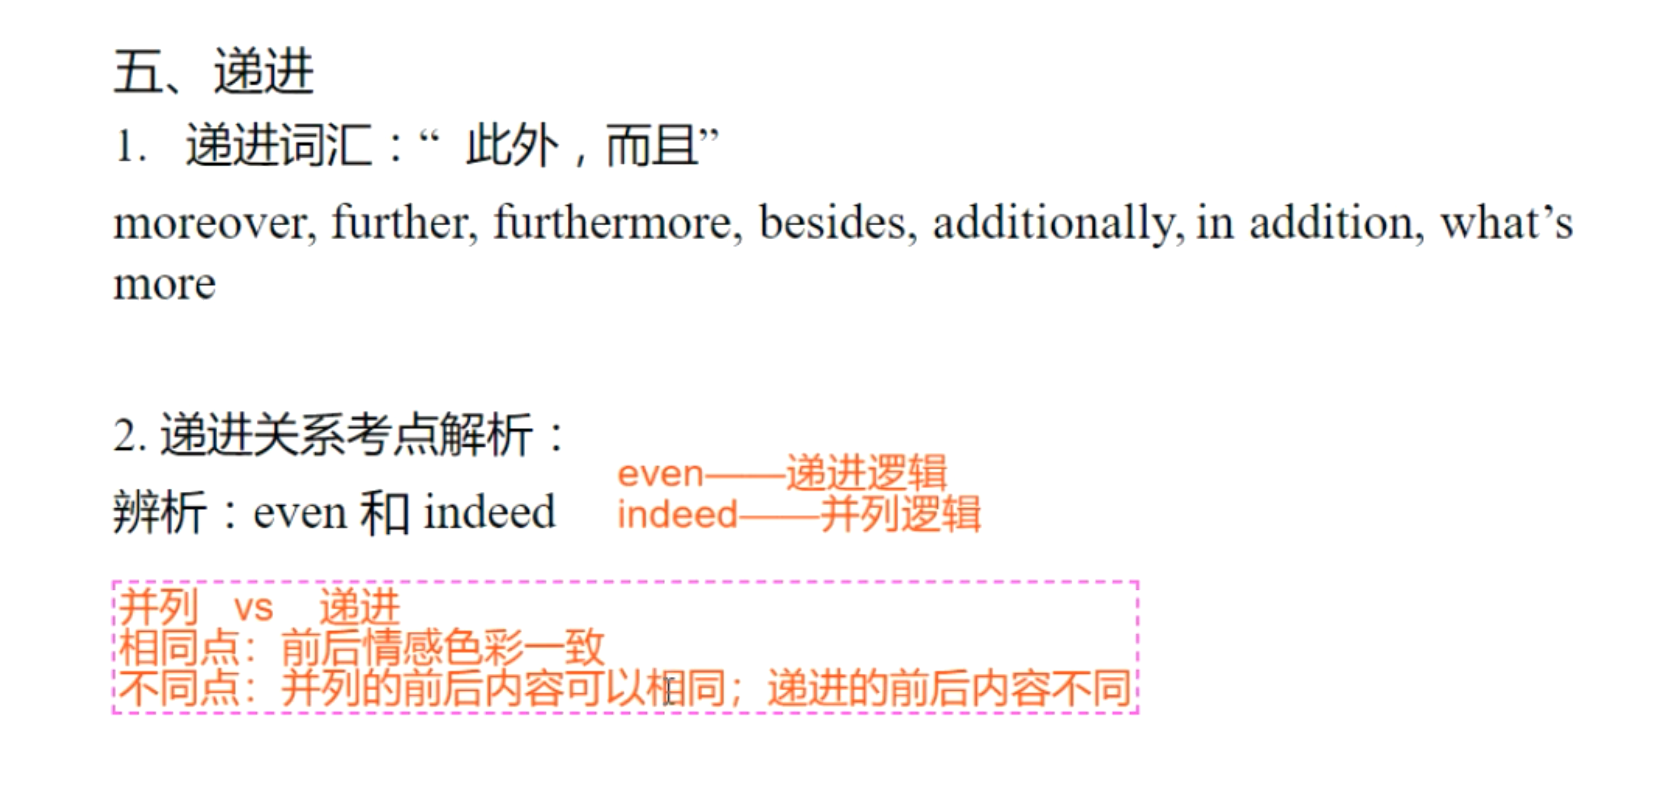 五、递进
1. 递进词汇：“ 此外，而且”
moreover, further, furthermore, besides, additionally, in addition, what’s
more
2. 递进关系考点解析：
even——递进逻辑
辨析：even 和 indeed
indeed——并列逻辑
并列 vs 递进
相同点：前后情感色彩一致
不同点：并列的前后内容可以相同；递进的前后内容不同